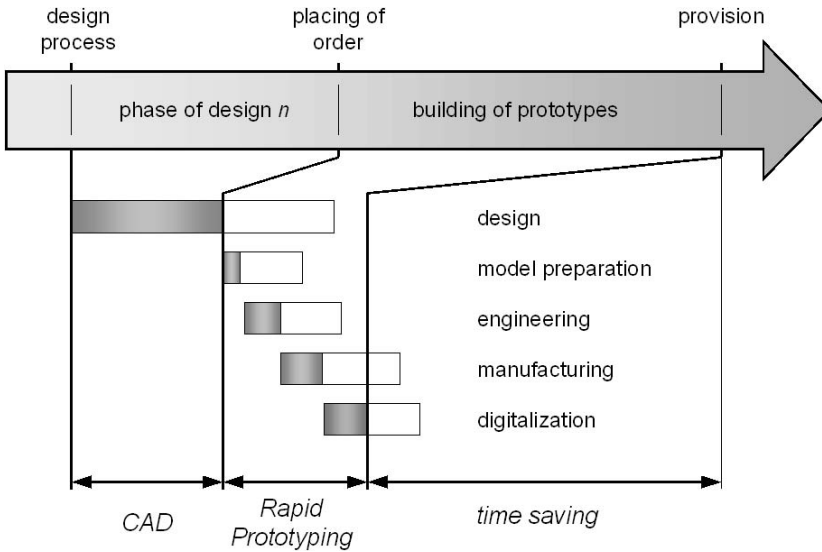 design
process
placing of
order
provision
phase of design n
building of prototypes
design
model preparation
engineering
manufacturing
digitalization
CAD
Rapid
Prototyping
time saving